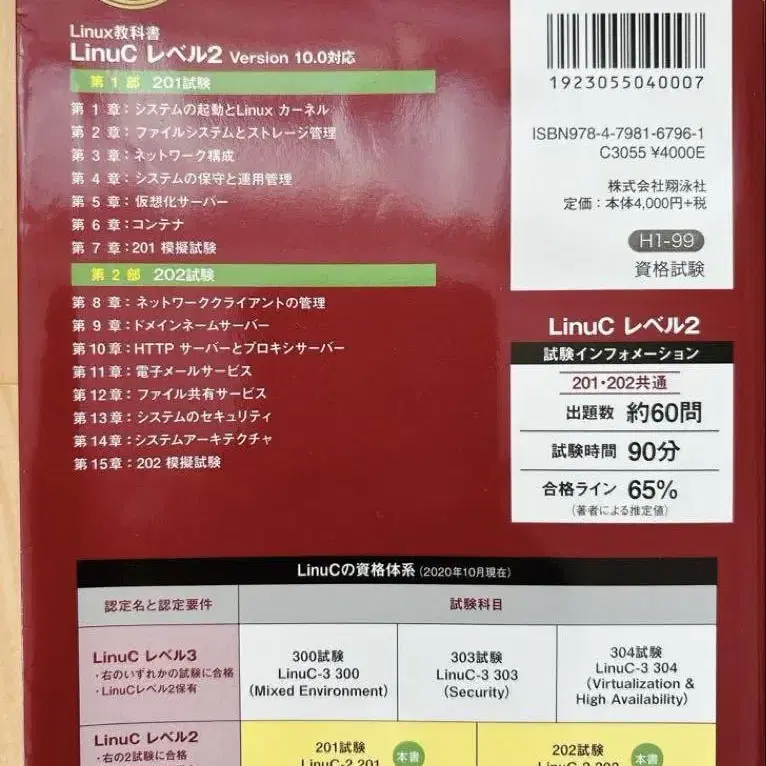 Linux教科書
LinuC レベル2 Version 10.0対応
第1部 201試験
第 1 章：システムの起動とLinux カーネル
第 2 章：ファイルシステムとストレージ管理
第 3 章：ネットワーク構成
第 4 章：システムの保守と運用管理
第 5 章：仮想化サーバー
第 6 章：コンテナ
第 7 章：201 模擬試験
第2部 202試験
第 8 章：ネットワーククライアントの管理
第 9 章：ドメインネームサーバー
第10章：HTTP サーバーとプロキシサーバー
第11章：電子メールサービス
第12章：ファイル共有サービス
第13章：システムのセキュリティ
第14章：システムアーキテクチャ
第15章：202 模擬試験
1923055040007
ISBN978-4-7981-6796-1
C3055 ¥4000E
株式会社翔泳社
定価：本体4,000円+税
H1-99
資格試験
LinuC レベル2
試験インフォメーション
201・202共通
出題数 約60問
試験時間 90分
合格ライン 65%
（著者による推定値）
LinuCの資格体系（2020年10月現在）
認定名と認定要件 試験科目
LinuC レベル3
・右のいずれかの試験に合格
・LinuCレベル2保有
300試験
LinuC-3 300
（Mixed Environment）
303試験
LinuC-3 303
（Security）
304試験
LinuC-3 304
（Virtualization &
High Availability）
LinuC レベル2
・右の2試験に合格
201試験
LinuC-2 201
本書
202試験
LinuC-2 202
本書